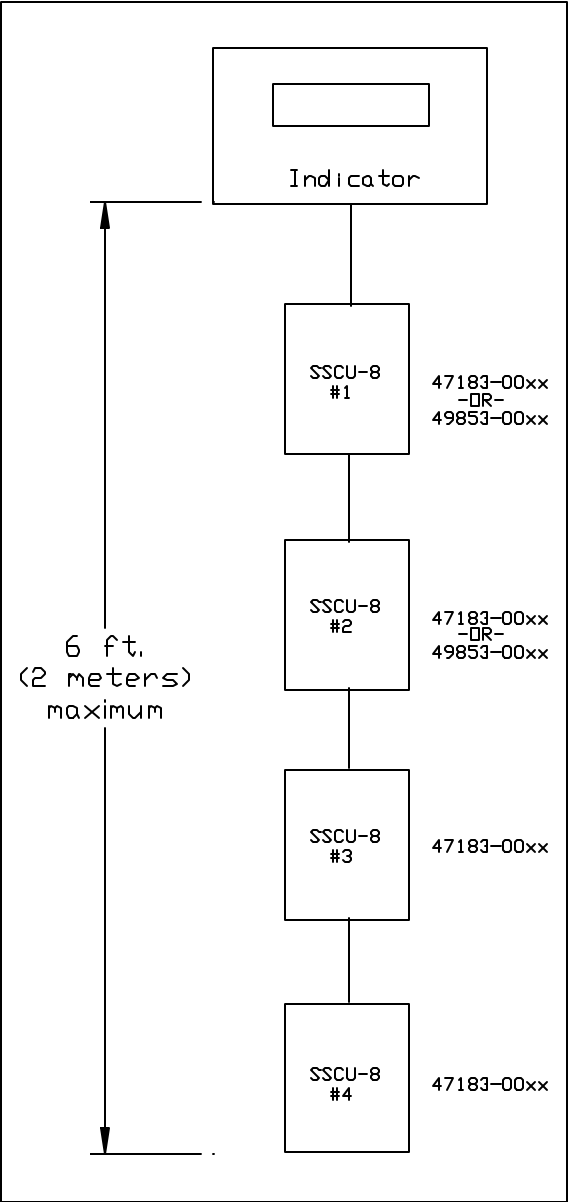 Indicator
SSCU-8
#1
47183-00xx
-OR-
49853-00xx
SSCU-8
#2
47183-00xx
-OR-
49853-00xx
6 ft.
(2 meters)
maximum
SSCU-8
#3
47183-00xx
SSCU-8
#4
47183-00xx